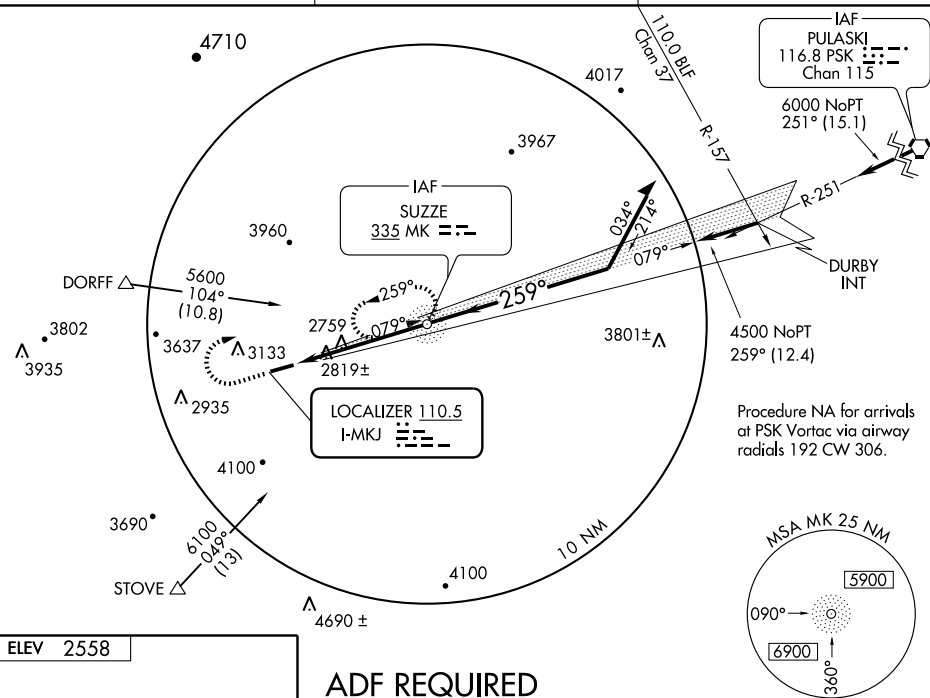 4710
110.0 BLF
Chan 37
R-157
IAF
PULASKI
116.8 PSK
Chan 115
4017
6000 NoPT
251° (15.1)
3967
R-251
IAF
SUZZE
335 MK
034°
214°
3960
079°
DURBY
INT
DORFF
5600
104°
(10.8)
259°
259°
079°
4500 NoPT
259° (12.4)
3802
3935
3637
3133
2759
2819±
3801±
2935
LOCALIZER 110.5
I-MKJ
Procedure NA for arrivals
at PSK Vortac via airway
radials 192 CW 306.
4100
3690
6100
049°
(13)
STOVE
10 NM
4100
4690 ±
MSA MK 25 NM
5900
090°
6900
360°
ELEV 2558
ADF REQUIRED